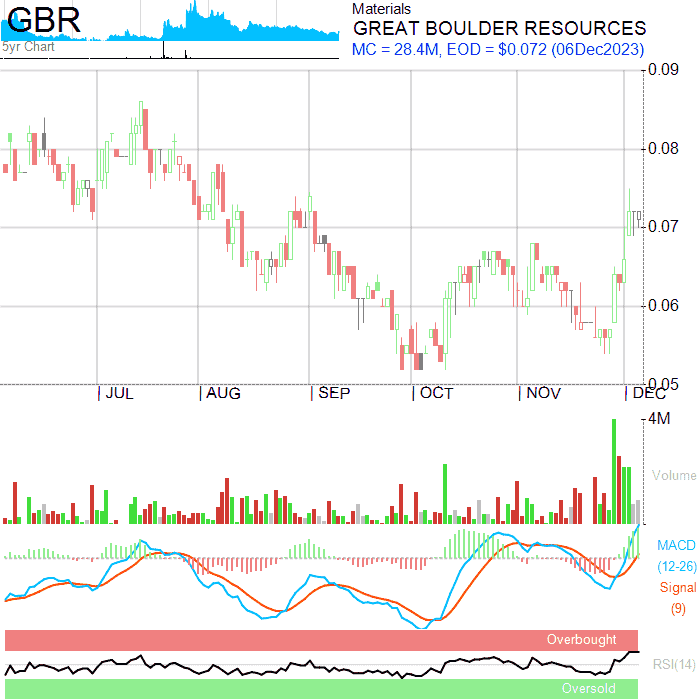 GBR
5yr Chart
Materials
GREAT BOULDER RESOURCES
MC = 28.4M, EOD = $0.072 (06Dec2023)
0.09
0.08
0.07
0.06
0.05
JUL AUG SEP OCT NOV DEC
4M
Volume
MACD
(12-26)
Signal
(9)
Overbought
RSI(14)
Oversold